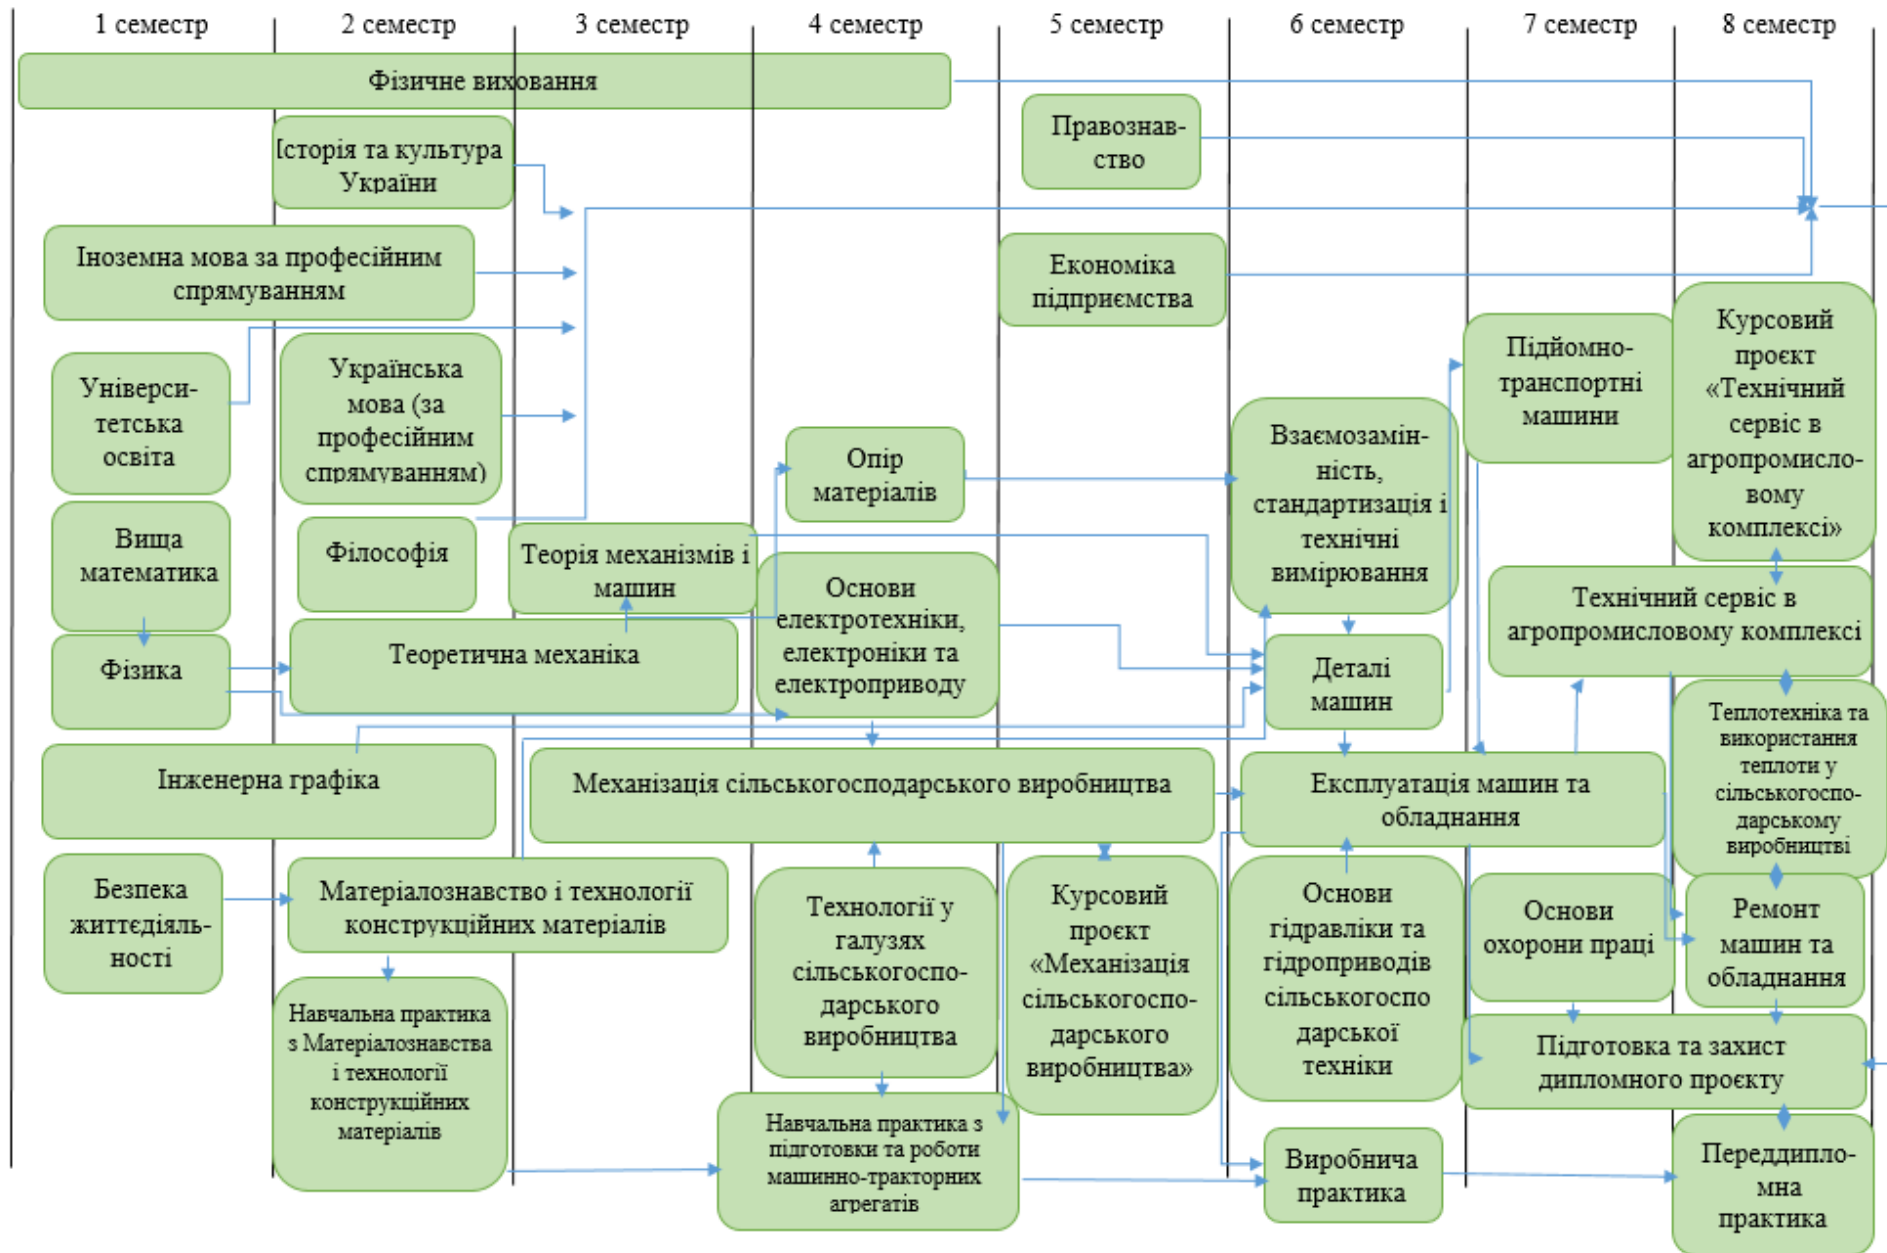 1 семестр
2 семестр
3 семестр
4 семестр
5 семестр
6 семестр
7 семестр
8 семестр
Фізичне виховання
Правознав-
ство
Історія та культура
України
Іноземна мова за професійним
спрямуванням
Економіка
підприємства
Курсовий
проєкт
«Технічний
сервіс в
агропромисло-
вому
комплексі»
Підйомно-
транспортні
машини
Універси-
тетська
освіта
Українська
мова (за
професійним
спрямуванням)
Взаємозамін-
ність,
стандартизація і
технічні
вимірювання
Опір
матеріалів
Вища
математика
Філософія
Теорія механізмів і
машин
Основи
електротехніки,
електроніки та
електроприводу
Технічний сервіс в
агропромисловому комплексі
Фізика
Теоретична механіка
Деталі
машин
Теплотехніка та
використання
теплоти у
сільськогоспо-
дарському
виробництві
Інженерна графіка
Механізація сільськогосподарського виробництва
Експлуатація машин та
обладнання
Безпека
життєдіяль-
ності
Матеріалознавство і технології
конструкційних матеріалів
Технології у
галузях
сільськогоспо-
дарського
виробництва
Курсовий
проєкт
«Механізація
сільськогоспо-
дарського
виробництва»
Основи
гідравліки та
гідроприводів
сільськогоспо
дарської
техніки
Основи
охорони праці
Ремонт
машин та
обладнання
Навчальна практика
з Матеріалознавства
і технології
конструкційних
матеріалів
Підготовка та захист
дипломного проєкту
Навчальна практика з
підготовки та роботи
машинно-тракторних
агрегатів
Виробнича
практика
Переддипло-
мна
практика